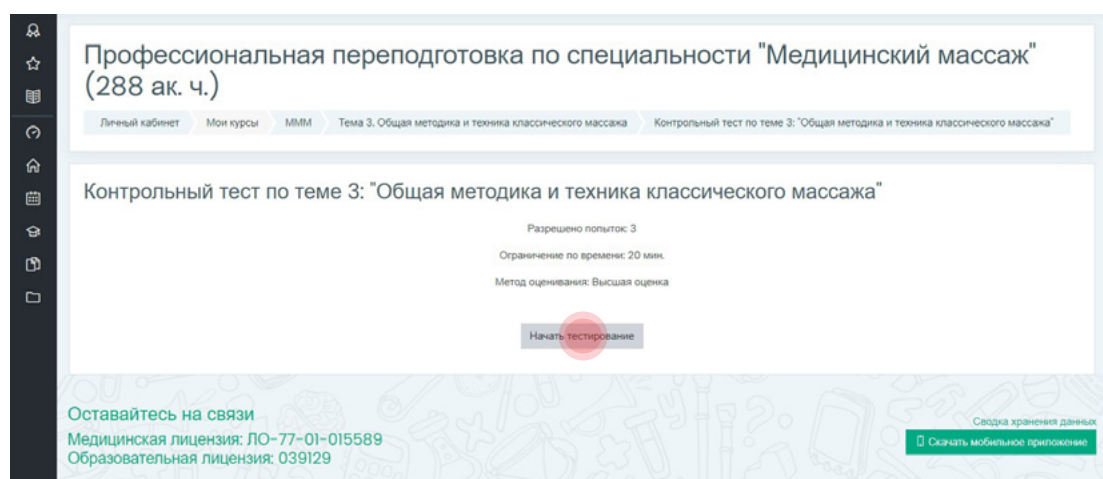 Профессиональная переподготовка по специальности "Медицинский массаж"
(288 ак. ч.)
Личный кабинет Мои курсы МММ Тема 3. Общая методика и техника классического массажа Контрольный тест по теме 3: "Общая методика и техника классического массажа"
Контрольный тест по теме 3: "Общая методика и техника классического массажа"
Разрешено попыток: 3
Ограничение по времени: 20 мин.
Метод оценивания: Высшая оценка
Начать тестирование
Оставайтесь на связи
Медицинская лицензия: ЛО-77-01-015589
Образовательная лицензия: 039129
Сводка хранения данных
Скачать мобильное приложение